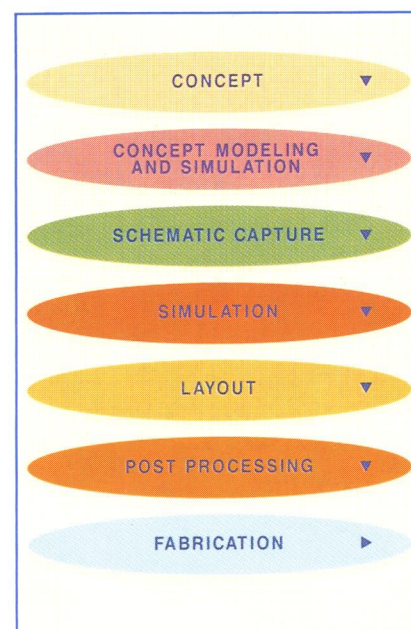 CONCEPT ▼
CONCEPT MODELING
AND SIMULATION ▼
SCHEMATIC CAPTURE ▼
SIMULATION ▼
LAYOUT ▼
POST PROCESSING ▼
FABRICATION ►